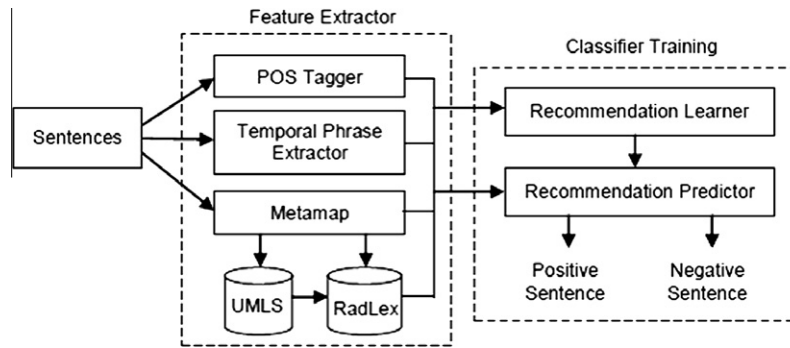 Feature Extractor
Classifier Training
Sentences
POS Tagger
Temporal Phrase
Extractor
Metamap
UMLS
RadLex
Recommendation Learner
Recommendation Predictor
Positive
Sentence
Negative
Sentence